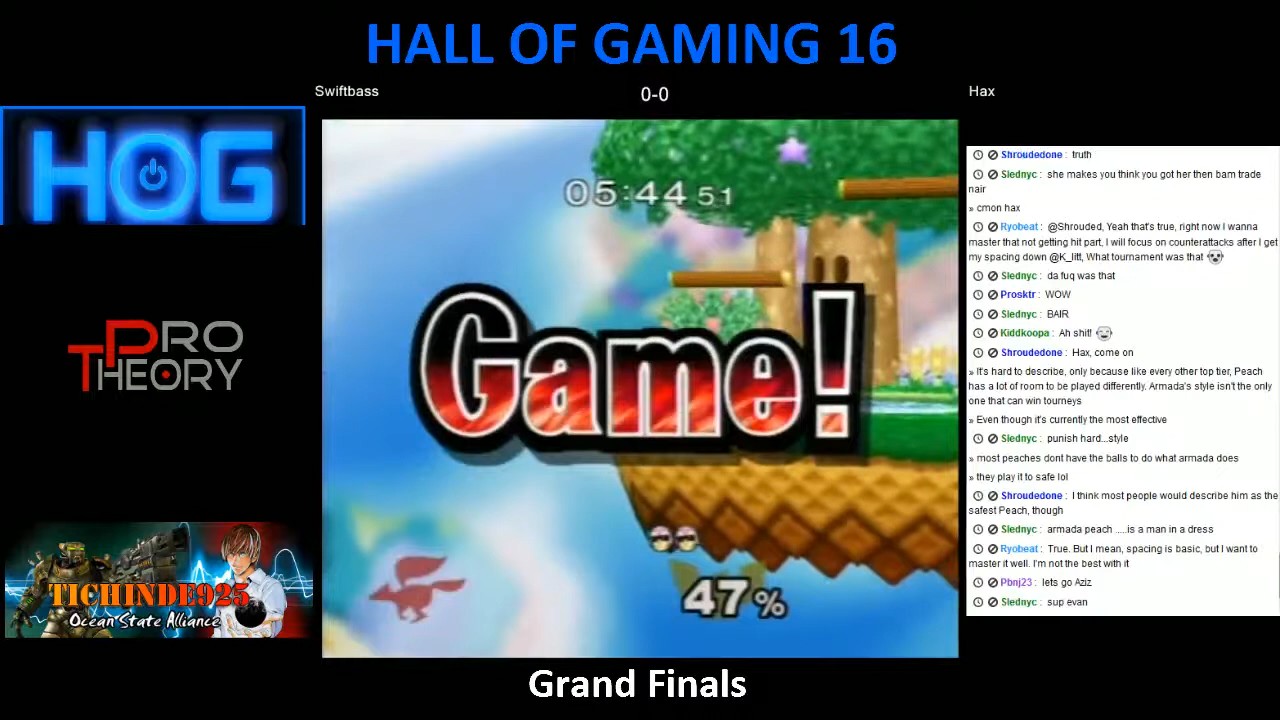 HALL OF GAMING 16
Swiftbass
0-0
Hax
HOG
PRO
THEORY
TICHINDE925
Ocean State Alliance
05:44 51
Game!
47%
Shroudedone : truth
Slednyc : she makes you think you got her then bam trade
nair
» cmon hax
Ryobeat : @Shrouded, Yeah that's true, right now I wanna
master that not getting hit part, I will focus on counterattacks after I get
my spacing down @K_litt, What tournament was that
Slednyc : da fuq was that
Prosktr : WOW
Slednyc : BAIR
Kiddkoopa : Ah shit!
Shroudedone : Hax, come on
» It's hard to describe, only because like every other top tier, Peach
has a lot of room to be played differently. Armada's style isn't the only
one that can win tourneys
» Even though it's currently the most effective
Slednyc : punish hard...style
» most peaches dont have the balls to do what armada does
» they play it to safe lol
Shroudedone : I think most people would describe him as the
safest Peach, though
Slednyc : armada peach .....is a man in a dress
Ryobeat : True. But I mean, spacing is basic, but I want to
master it well. I'm not the best with it
Pbnj23 : lets go Aziz
Slednyc : sup evan
Grand Finals